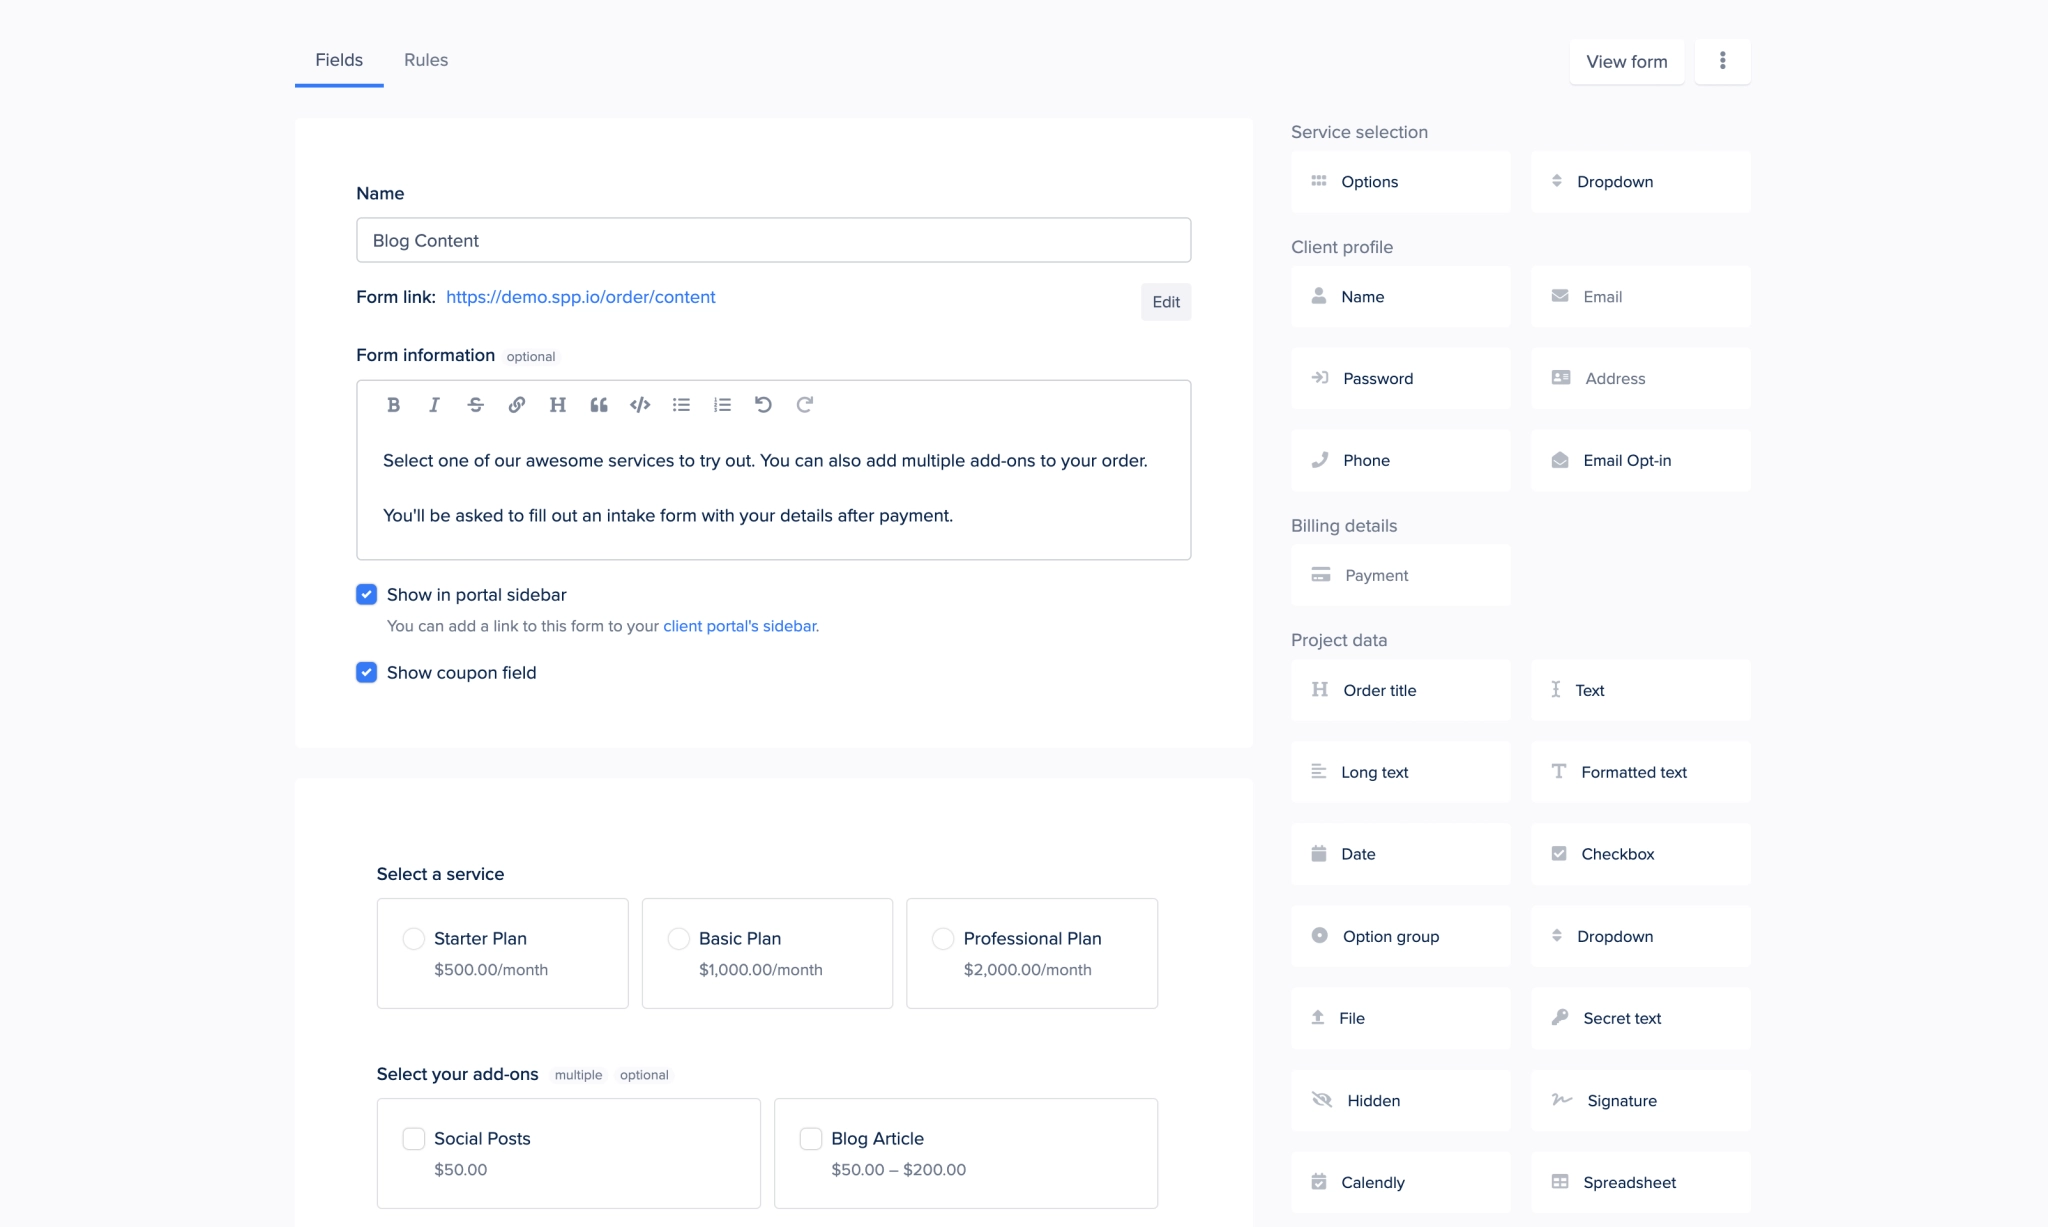 Fields Rules
View form
Name
Blog Content
Form link: https://demo.spp.io/order/content
Edit
Form information optional
Select one of our awesome services to try out. You can also add multiple add-ons to your order.
You'll be asked to fill out an intake form with your details after payment.
Show in portal sidebar
You can add a link to this form to your client portal's sidebar.
Show coupon field
Select a service
Starter Plan
$500.00/month
Basic Plan
$1,000.00/month
Professional Plan
$2,000.00/month
Select your add-ons multiple optional
Social Posts
$50.00
Blog Article
$50.00 – $200.00
Service selection
Options
Dropdown
Client profile
Name
Email
Password
Address
Phone
Email Opt-in
Billing details
Payment
Project data
Order title
Text
Long text
Formatted text
Date
Checkbox
Option group
Dropdown
File
Secret text
Hidden
Signature
Calendly
Spreadsheet